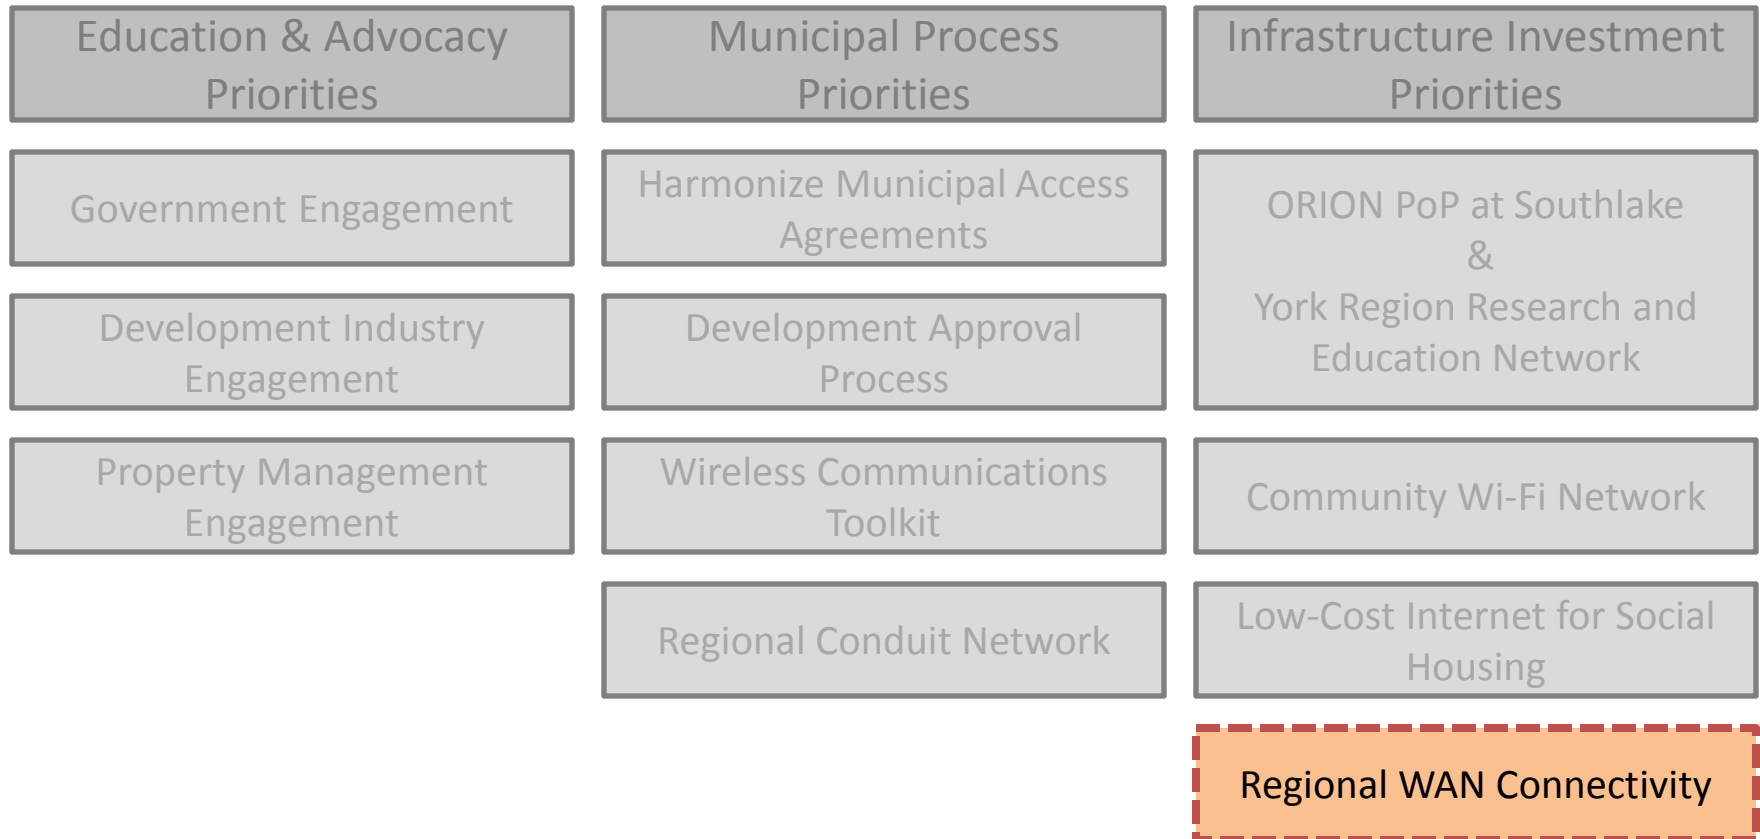 Education & Advocacy
Priorities
Government Engagement
Development Industry
Engagement
Property Management
Engagement
Municipal Process
Priorities
Harmonize Municipal Access
Agreements
Development Approval
Process
Wireless Communications
Toolkit
Regional Conduit Network
Infrastructure Investment
Priorities
ORION PoP at Southlake
&
York Region Research and
Education Network
Community Wi-Fi Network
Low-Cost Internet for Social
Housing
Regional WAN Connectivity